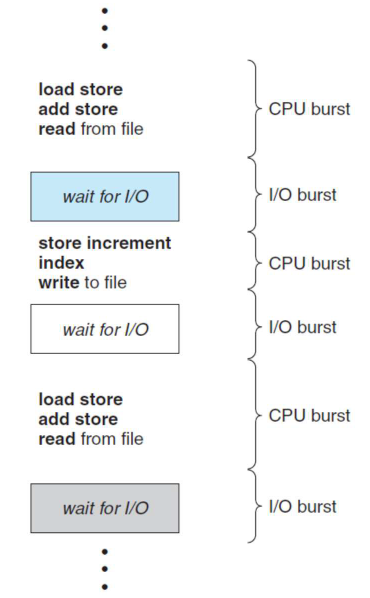 load store
add store
read from file
CPU burst
wait for I/O
I/O burst
store increment
index
write to file
CPU burst
wait for I/O
I/O burst
load store
add store
read from file
CPU burst
wait for I/O
I/O burst